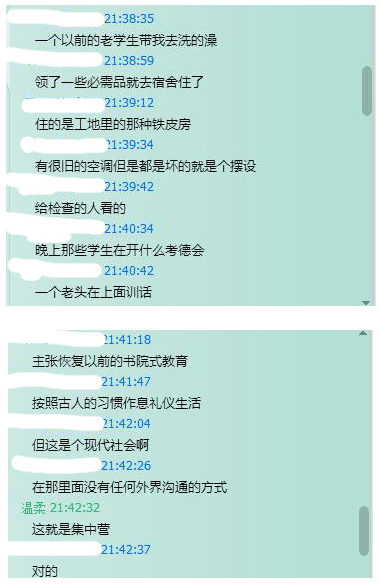 21:38:35
一个以前的老学生带我去洗的澡
21:38:59
领了一些必需品就去宿舍住了
21:39:12
住的是工地里的那种铁皮房
21:39:34
有很旧的空调但是都是坏的就是个摆设
21:39:42
给检查的人看的
21:40:34
晚上那些学生在开什么考德会
21:40:42
一个老头在上面训话
21:41:18
主张恢复以前的书院式教育
21:41:47
按照古人的习惯作息礼仪生活
21:42:04
但这是个现代社会啊
21:42:26
在那里面没有任何外界沟通的方式
温柔 21:42:32
这就是集中营
21:42:37
对的